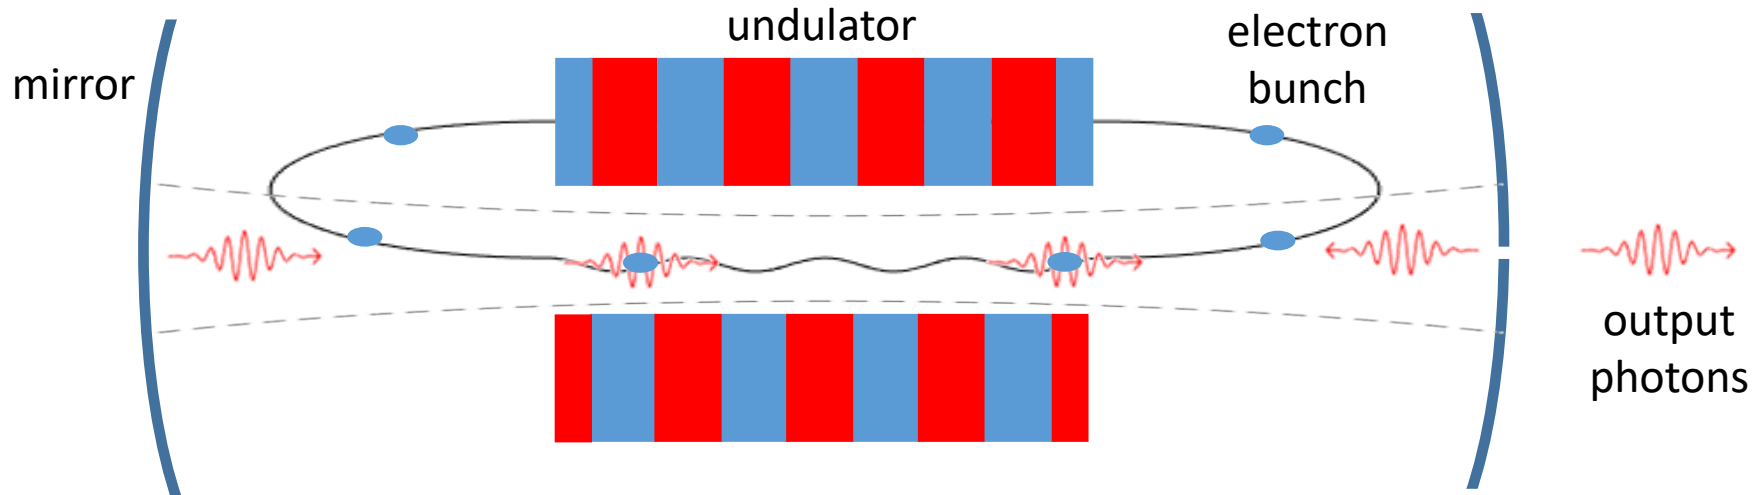 undulator
electron
bunch
mirror
output
photons